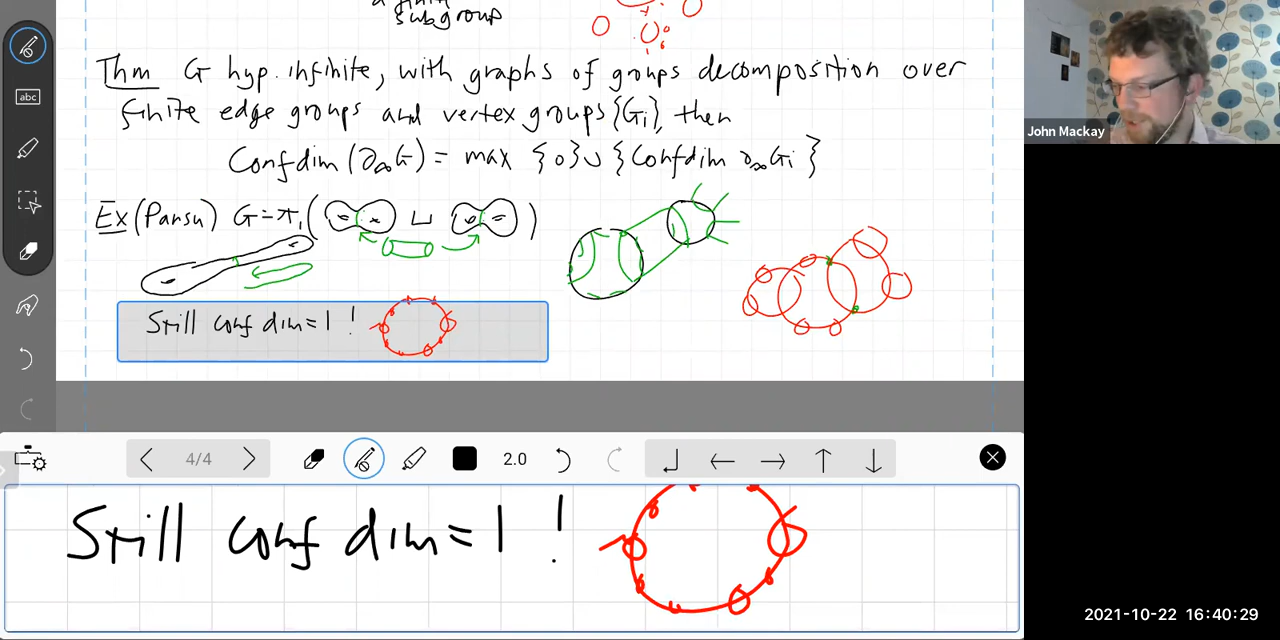 a finite
subgroup
Thm G hyp. infinite, with graphs of groups decomposition over
finite edge groups and vertex groups {Gi}, then
Confdim (∂∞G) = max {0} ∪ {Confdim ∂∞Gi}
Ex (Pansu) G = π1( ⊔ )
Still conf dim = 1 !
John Mackay
abc
4/4
2.0
Still conf dim = 1 !
2021-10-22 16:40:29